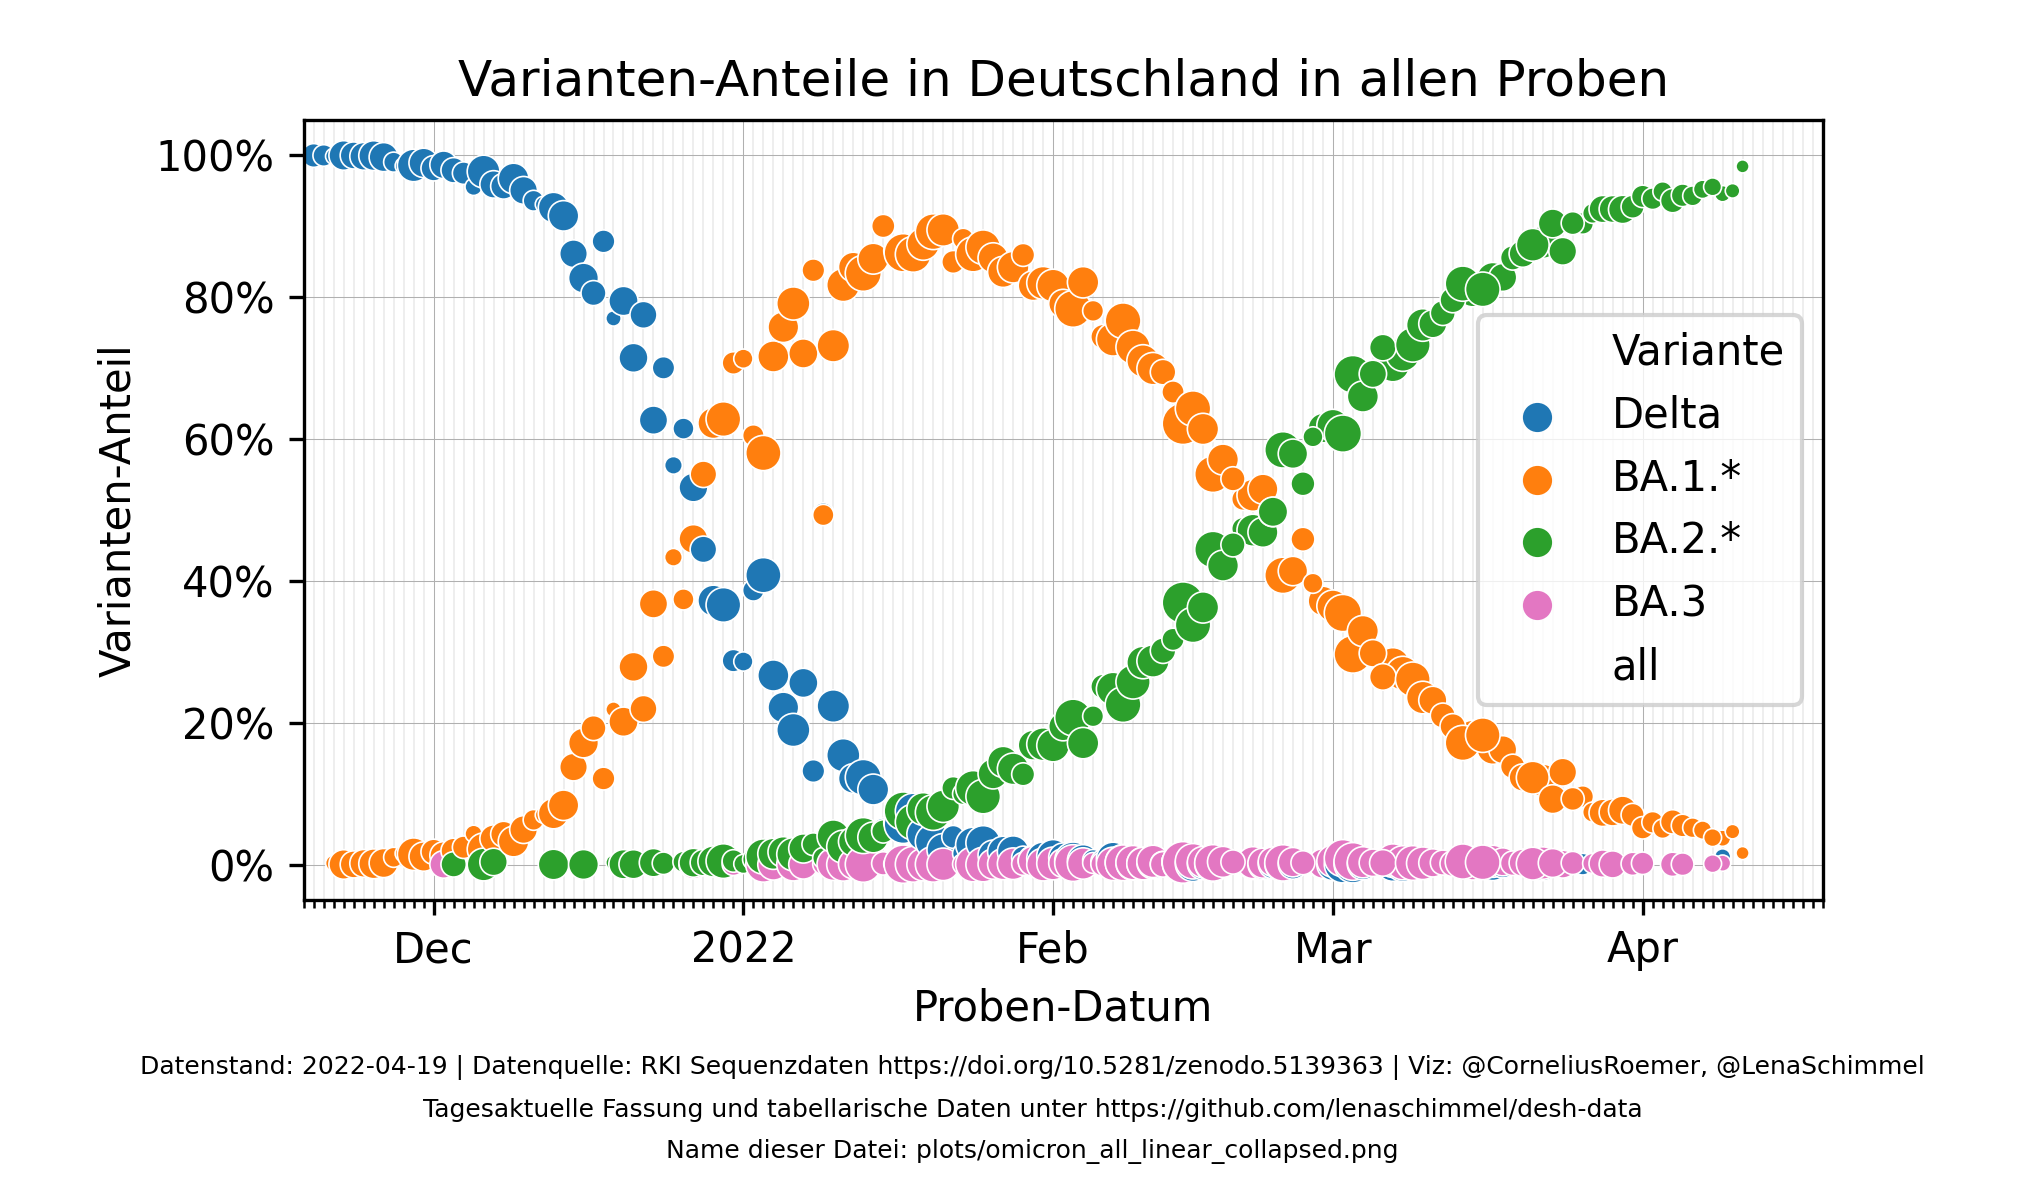 Varianten-Anteile in Deutschland in allen Proben
100%
80%
60%
40%
20%
0%
Varianten-Anteil
Variante
Delta
BA.1.*
BA.2.*
BA.3
all
Dec
2022
Feb
Mar
Apr
Proben-Datum
Datenstand: 2022-04-19 | Datenquelle: RKI Sequenzdaten https://doi.org/10.5281/zenodo.5139363 | Viz: @CorneliusRoemer, @LenaSchimmel
Tagesaktuelle Fassung und tabellarische Daten unter https://github.com/lenaschimmel/desh-data
Name dieser Datei: plots/omicron_all_linear_collapsed.png